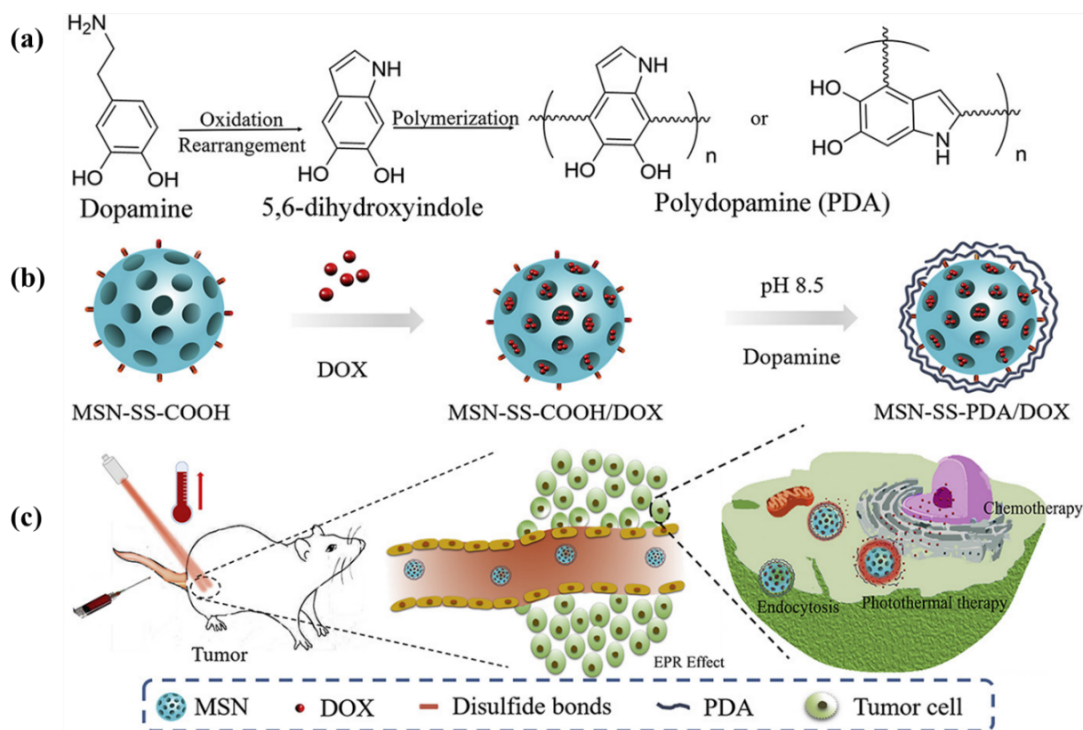 (a)
H₂N
HO
OH
Dopamine
Oxidation
Rearrangement
NH
HO
OH
5,6-dihydroxyindole
Polymerization
NH
HO
OH
n
or
HO
HO
N
H
n
Polydopamine (PDA)
(b)
MSN-SS-COOH
DOX
MSN-SS-COOH/DOX
pH 8.5
Dopamine
MSN-SS-PDA/DOX
(c)
Tumor
EPR Effect
Chemotherapy
Endocytosis
Photothermal therapy
MSN
DOX
Disulfide bonds
PDA
Tumor cell